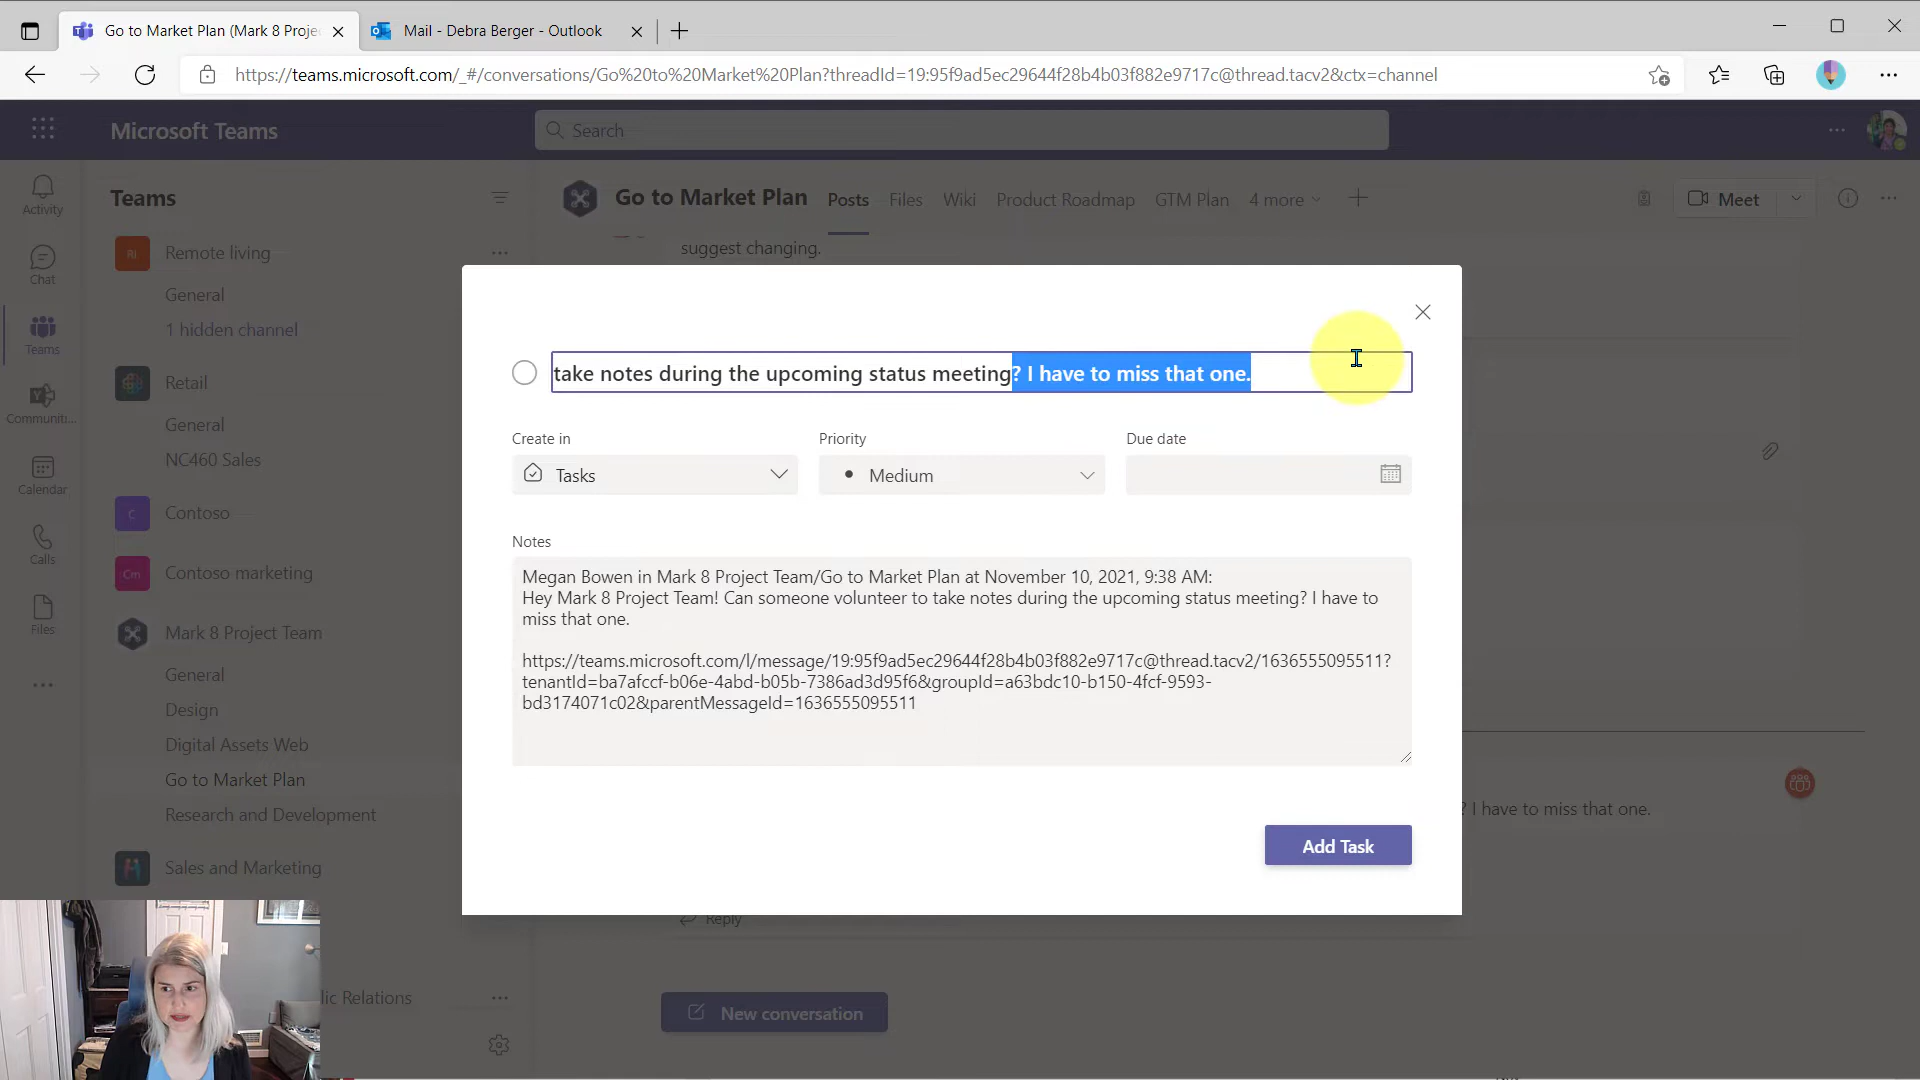 Go to Market Plan (Mark 8 Proje
Mail - Debra Berger - Outlook
https://teams.microsoft.com/_#/conversations/Go%20to%20Market%20Plan?threadId=19:95f9ad5ec29644f28b4b03f882e9717c@thread.tacv2&ctx=channel
Microsoft Teams
Search
Activity
Chat
Teams
Communiti...
Calendar
Calls
Files
Teams
RI
Remote living
General
1 hidden channel
Retail
General
NC460 Sales
C
Contoso
Cm
Contoso marketing
Mark 8 Project Team
General
Design
Digital Assets Web
Go to Market Plan
Research and Development
Sales and Marketing
lic Relations
Go to Market Plan
Posts
Files
Wiki
Product Roadmap
GTM Plan
4 more
Meet
suggest changing.
take notes during the upcoming status meeting? I have to miss that one.
Create in
Tasks
Priority
Medium
Due date
Notes
Megan Bowen in Mark 8 Project Team/Go to Market Plan at November 10, 2021, 9:38 AM:
Hey Mark 8 Project Team! Can someone volunteer to take notes during the upcoming status meeting? I have to
miss that one.
https://teams.microsoft.com/l/message/19:95f9ad5ec29644f28b4b03f882e9717c@thread.tacv2/1636555095511?
tenantId=ba7afccf-b06e-4abd-b05b-7386ad3d95f6&groupId=a63bdc10-b150-4fcf-9593-
bd3174071c02&parentMessageId=1636555095511
Add Task
? I have to miss that one.
Reply
New conversation